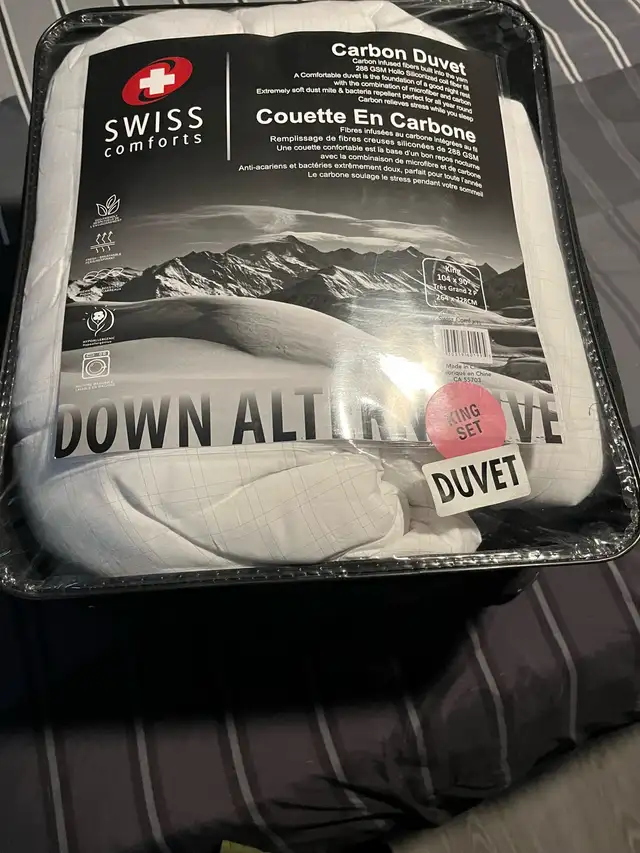 SWISS
comforts
Carbon Duvet
Carbon infused fibers built into the yarn
288 GSM Hollo Siliconized coil fiber fill
A Comfortable duvet is the foundation of a good night rest
with the combination of microfiber and carbon
Extremely soft dust mite & bacteria repellent perfect for all year round
Carbon relieves stress while you sleep
Couette En Carbone
Fibres infusées au carbone intégrées au fil
Remplissage de fibres creuses siliconées de 288 GSM
Une couette confortable est la base d'un bon repos nocturne
avec la combinaison de microfibre et de carbone
Anti-acariens et bactéries extrêmement doux, parfait pour toute l'année
Le carbone soulage le stress pendant votre sommeil
HYPOALLERGENIC
King
104 x 90"
Très Grand 2 P
264 x 228CM
Made in
en Chine
CA 55703
DOWN ALT
VE
KING
SET
DUVET